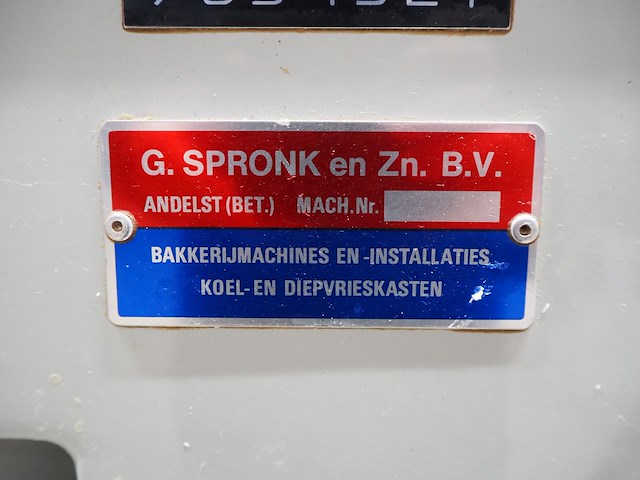 G. SPRONK en Zn. B.V.
ANDELST (BET.) MACH.Nr.
BAKKERIJMACHINES EN -INSTALLATIES
KOEL- EN DIEPVRIESKASTEN